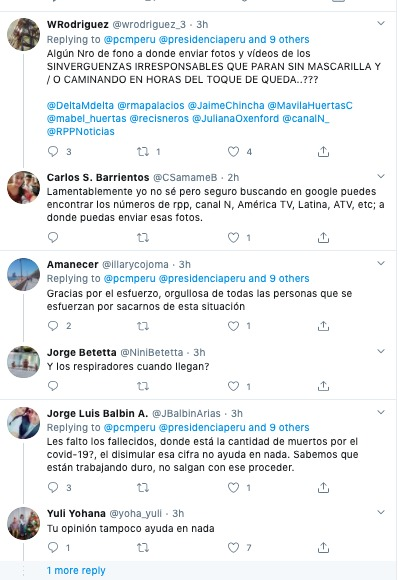 WRodriguez @wrodriguez_3 · 3h
Replying to @pcmperu @presidenciaperu and 9 others
Algún Nro de fono a donde enviar fotos y vídeos de los
SINVERGUENZAS IRRESPONSABLES QUE PARAN SIN MASCARILLA Y
/ O CAMINANDO EN HORAS DEL TOQUE DE QUEDA..???
@DeltaMdelta @rmapalacios @JaimeChincha @MavilaHuertasC
@mabel_huertas @recisneros @JulianaOxenford @canalN_
@RPPNoticias
3 1 4
Carlos S. Barrientos @CSamameB · 2h
Lamentablemente yo no sé pero seguro buscando en google puedes
encontrar los números de rpp, canal N, América TV, Latina, ATV, etc; a
donde puedas enviar esas fotos.
1
Amanecer @illarycojoma · 3h
Replying to @pcmperu @presidenciaperu and 9 others
Gracias por el esfuerzo, orgullosa de todas las personas que se
esfuerzan por sacarnos de esta situación
2 1
Jorge Betetta @NiniBetetta · 3h
Y los respiradores cuando llegan?
1
Jorge Luis Balbin A. @JBalbinArias · 3h
Replying to @pcmperu @presidenciaperu and 9 others
Les falto los fallecidos, donde está la cantidad de muertos por el
covid-19?, el disimular esa cifra no ayuda en nada. Sabemos que
están trabajando duro, no salgan con ese proceder.
3 1
Yuli Yohana @yoha_yuli · 3h
Tu opinión tampoco ayuda en nada
1 7
1 more reply